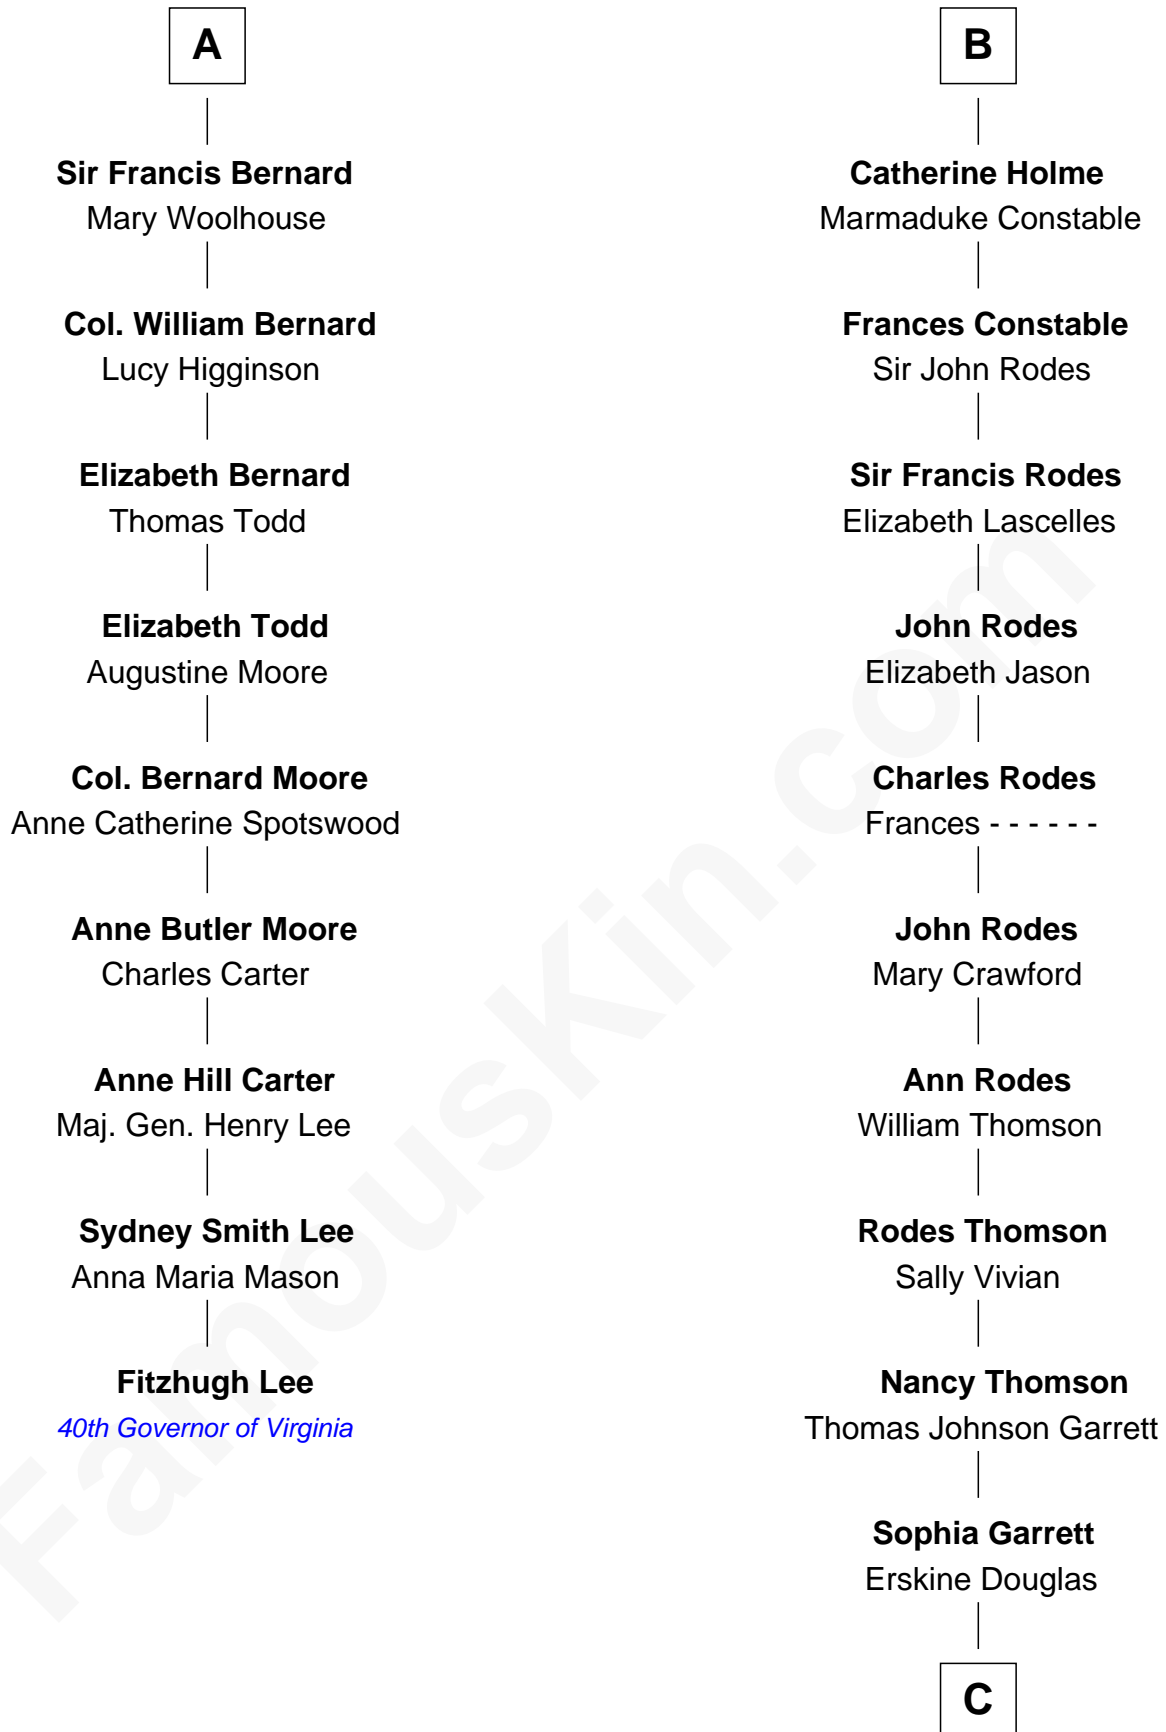 A
Sir Francis Bernard
Mary Woolhouse
Col. William Bernard
Lucy Higginson
Elizabeth Bernard
Thomas Todd
Elizabeth Todd
Augustine Moore
Col. Bernard Moore
Anne Catherine Spotswood
Anne Butler Moore
Charles Carter
Anne Hill Carter
Maj. Gen. Henry Lee
Sydney Smith Lee
Anna Maria Mason
Fitzhugh Lee
40th Governor of Virginia
B
Catherine Holme
Marmaduke Constable
Frances Constable
Sir John Rodes
Sir Francis Rodes
Elizabeth Lascelles
John Rodes
Elizabeth Jason
Charles Rodes
Frances - - - - - -
John Rodes
Mary Crawford
Ann Rodes
William Thomson
Rodes Thomson
Sally Vivian
Nancy Thomson
Thomas Johnson Garrett
Sophia Garrett
Erskine Douglas
C
FamousKin.com